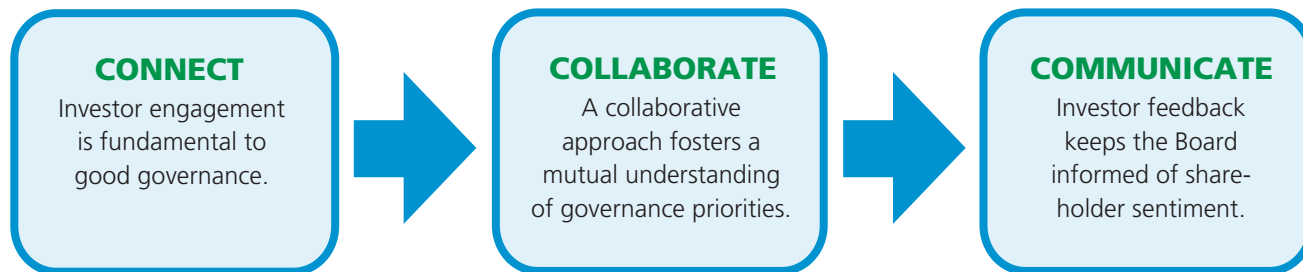 CONNECT
Investor engagement
is fundamental to
good governance.
COLLABORATE
A collaborative
approach fosters a
mutual understanding
of governance priorities.
COMMUNICATE
Investor feedback
keeps the Board
informed of share-
holder sentiment.